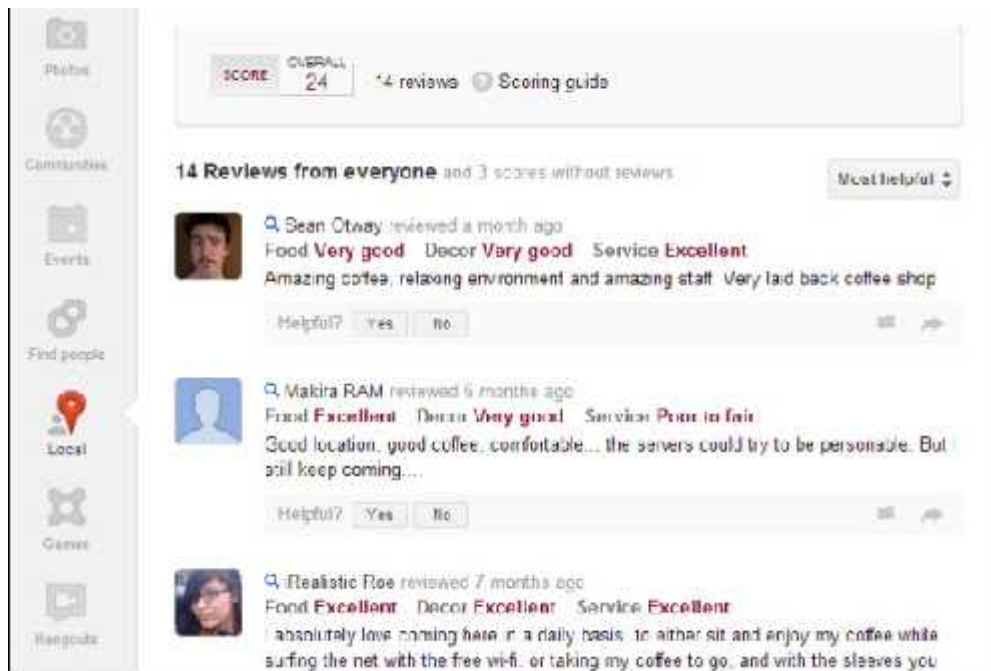 Photos
Communities
Events
Find people
Local
Games
Hangouts
SCORE OVERALL 24 14 reviews Scoring guide
14 Reviews from everyone and 3 scores without reviews Most helpful
Sean Otway reviewed a month ago
Food Very good Decor Very good Service Excellent
Amazing coffee, relaxing environment and amazing staff. Very laid back coffee shop
Helpful? Yes No
Makira RAM reviewed 6 months ago
Food Excellent Decor Very good Service Poor to fair
Good location, good coffee, comfortable... the servers could try to be personable. But I
still keep coming....
Helpful? Yes No
Realistic Roe reviewed 7 months ago
Food Excellent Decor Excellent Service Excellent
I absolutely love coming here in a daily basis, to either sit and enjoy my coffee while
surfing the net with the free wi-fi, or taking my coffee to go, and with the sleeves you